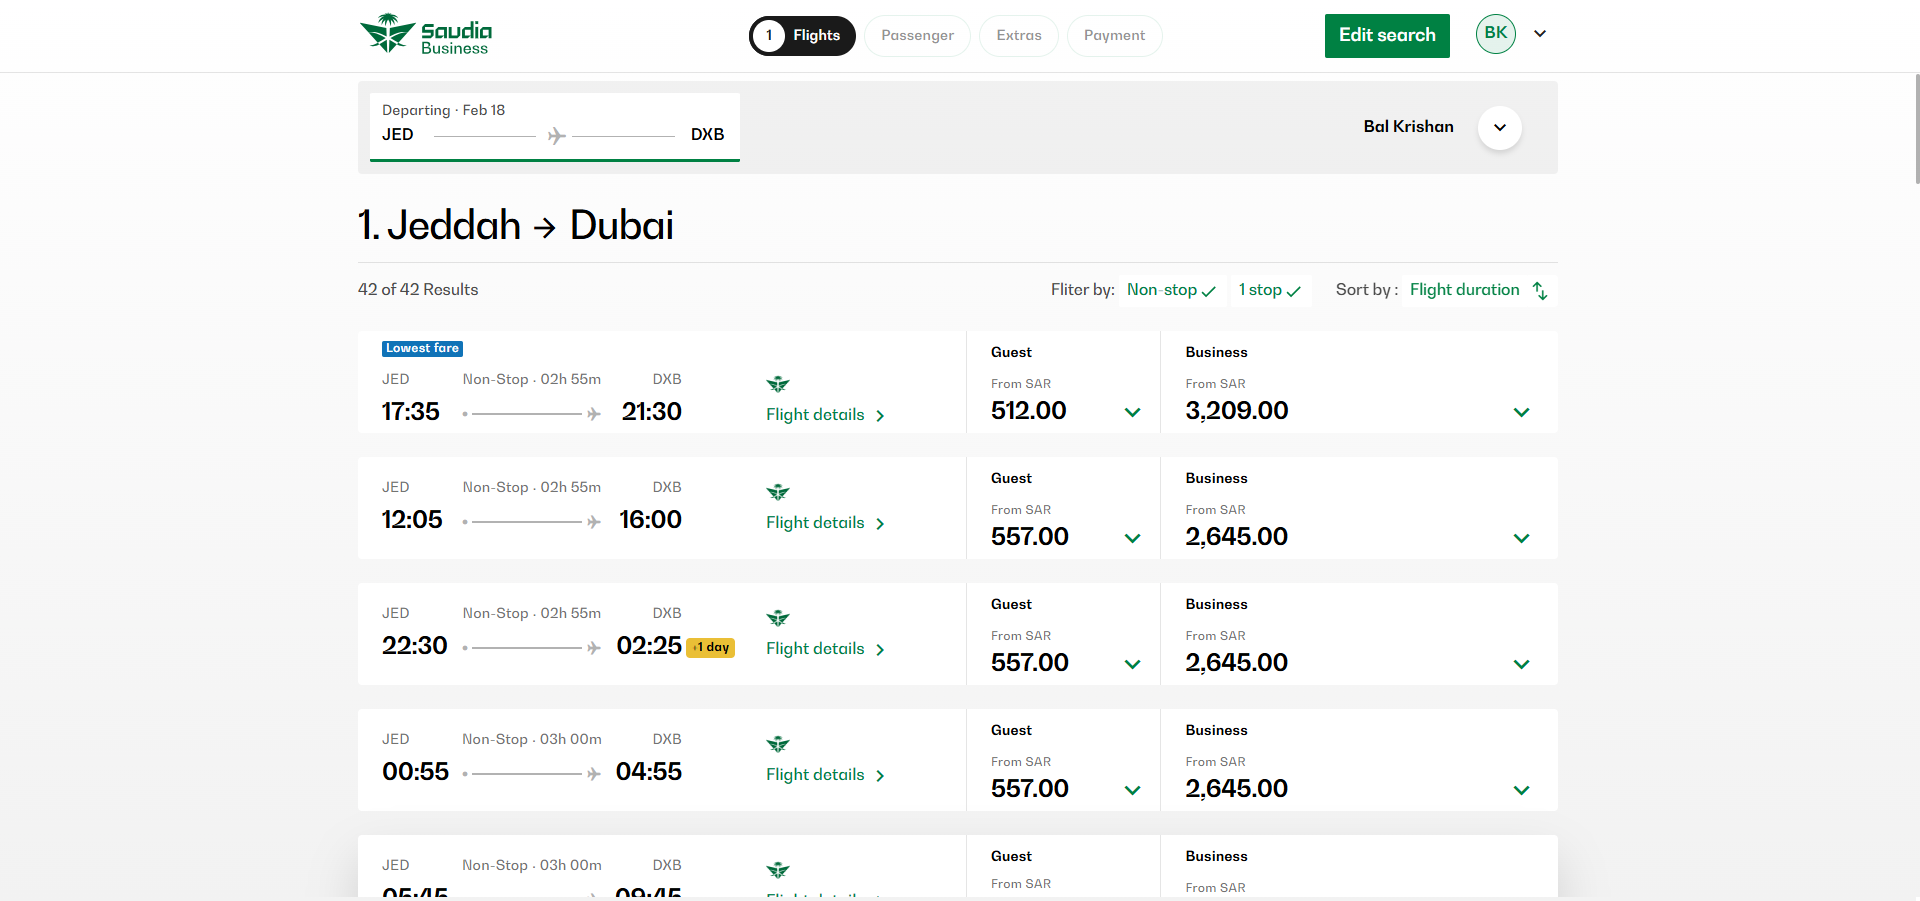 Saudia
Business
1 Flights
Passenger
Extras
Payment
Edit search
BK
Departing · Feb 18
JED DXB
Bal Krishan
1. Jeddah → Dubai
42 of 42 Results
Fliter by: Non-stop 1 stop Sort by : Flight duration
Lowest fare
JED Non-Stop · 02h 55m DXB
17:35 21:30
Flight details
Guest
From SAR
512.00
Business
From SAR
3,209.00
JED Non-Stop · 02h 55m DXB
12:05 16:00
Flight details
Guest
From SAR
557.00
Business
From SAR
2,645.00
JED Non-Stop · 02h 55m DXB
22:30 02:25 +1 day
Flight details
Guest
From SAR
557.00
Business
From SAR
2,645.00
JED Non-Stop · 03h 00m DXB
00:55 04:55
Flight details
Guest
From SAR
557.00
Business
From SAR
2,645.00
JED Non-Stop · 03h 00m DXB
05:45 09:45
Guest
From SAR
Business
From SAR